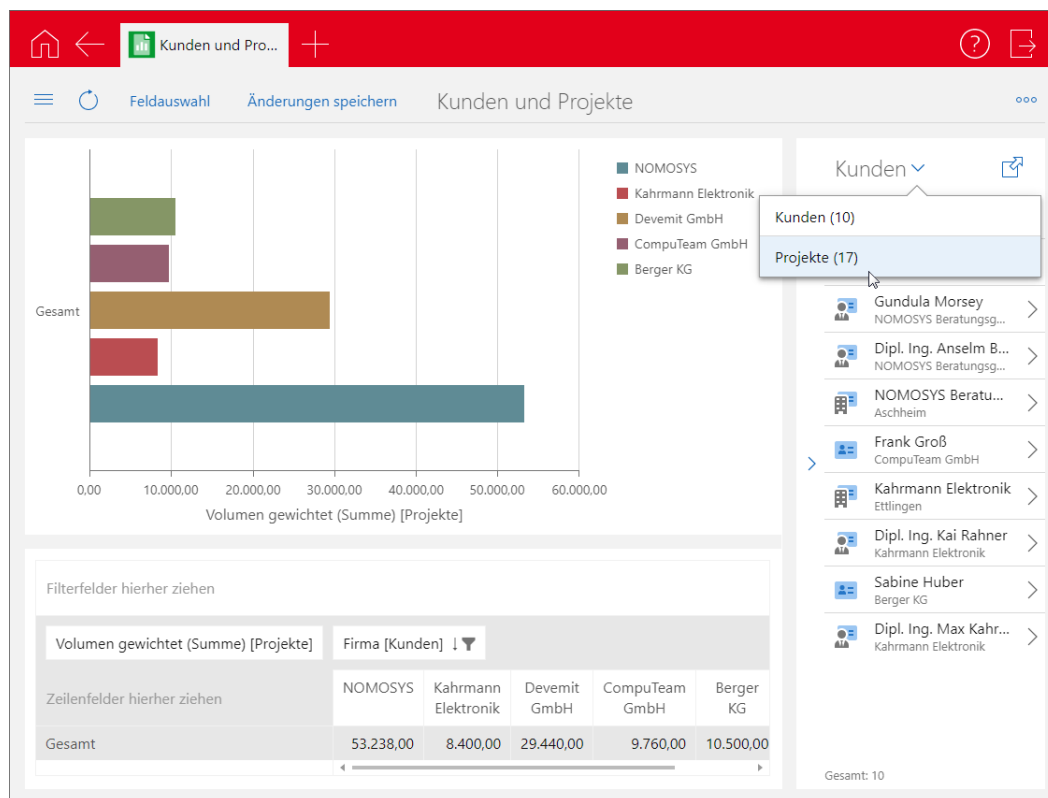 Kunden und Pro...
Feldauswahl
Änderungen speichern
Kunden und Projekte
NOMOSYS
Kahrmann Elektronik
Devemit GmbH
CompuTeam GmbH
Berger KG
Gesamt
0,00 10.000,00 20.000,00 30.000,00 40.000,00 50.000,00 60.000,00
Volumen gewichtet (Summe) [Projekte]
Kunden
Kunden (10)
Projekte (17)
Gundula Morsey
NOMOSYS Beratungsg...
Dipl. Ing. Anselm B...
NOMOSYS Beratungsg...
NOMOSYS Beratu...
Aschheim
Frank Groß
CompuTeam GmbH
Kahrmann Elektronik
Ettlingen
Dipl. Ing. Kai Rahner
Kahrmann Elektronik
Sabine Huber
Berger KG
Dipl. Ing. Max Kahr...
Kahrmann Elektronik
Gesamt: 10
Filterfelder hierher ziehen
Volumen gewichtet (Summe) [Projekte]
Firma [Kunden]
Zeilenfelder hierher ziehen
NOMOSYS
Kahrmann Elektronik
Devemit GmbH
CompuTeam GmbH
Berger KG
Gesamt 53.238,00 8.400,00 29.440,00 9.760,00 10.500,00